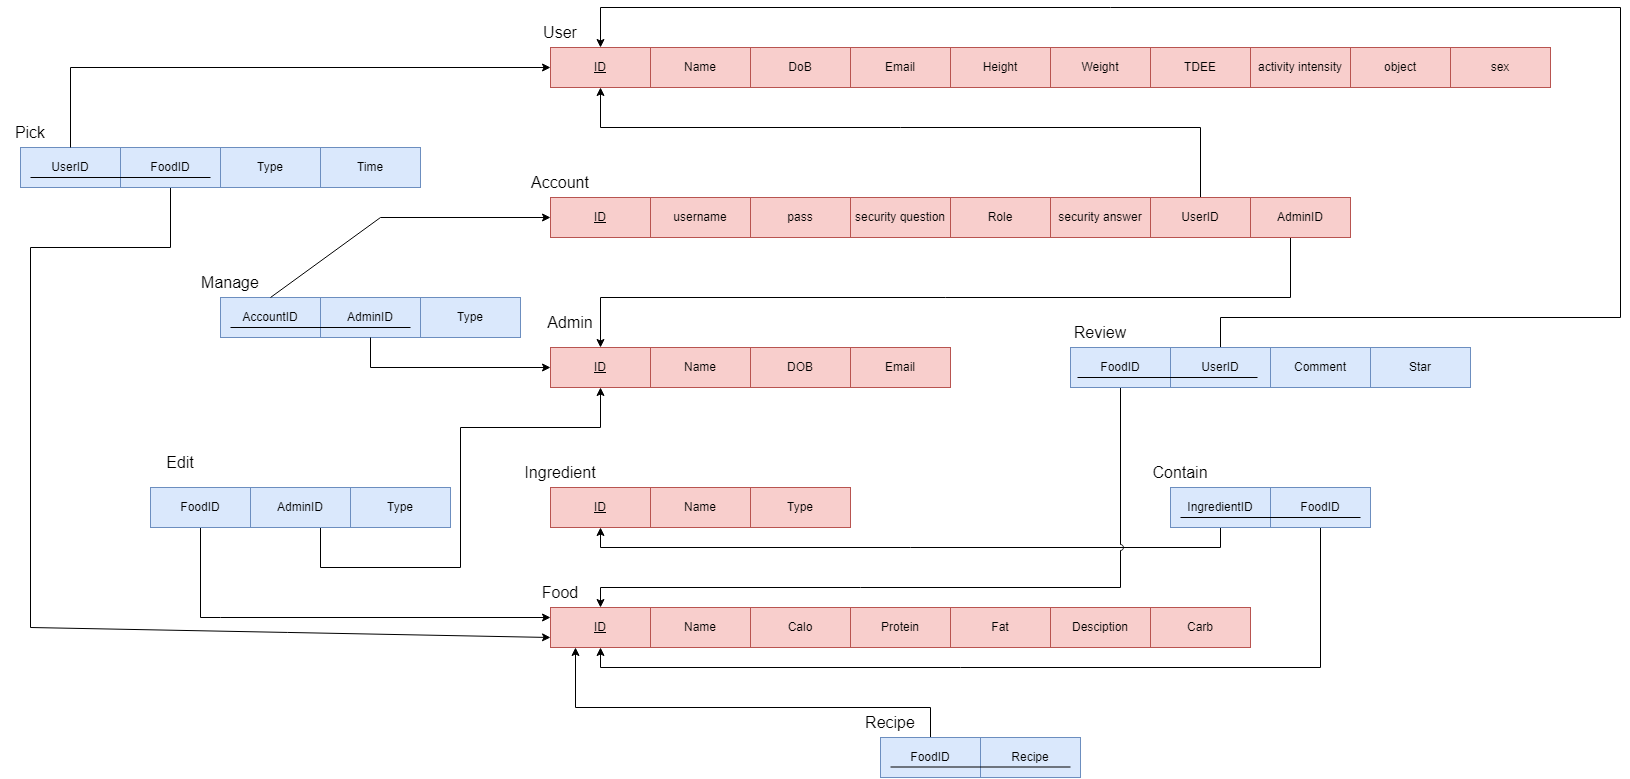 User
ID Name DoB Email Height Weight TDEE activity intensity object sex
Pick
UserID FoodID Type Time
Account
ID username pass security question Role security answer UserID AdminID
Manage
AccountID AdminID Type
Admin
ID Name DOB Email
Review
FoodID UserID Comment Star
Edit
FoodID AdminID Type
Ingredient
ID Name Type
Contain
IngredientID FoodID
Food
ID Name Calo Protein Fat Desciption Carb
Recipe
FoodID Recipe